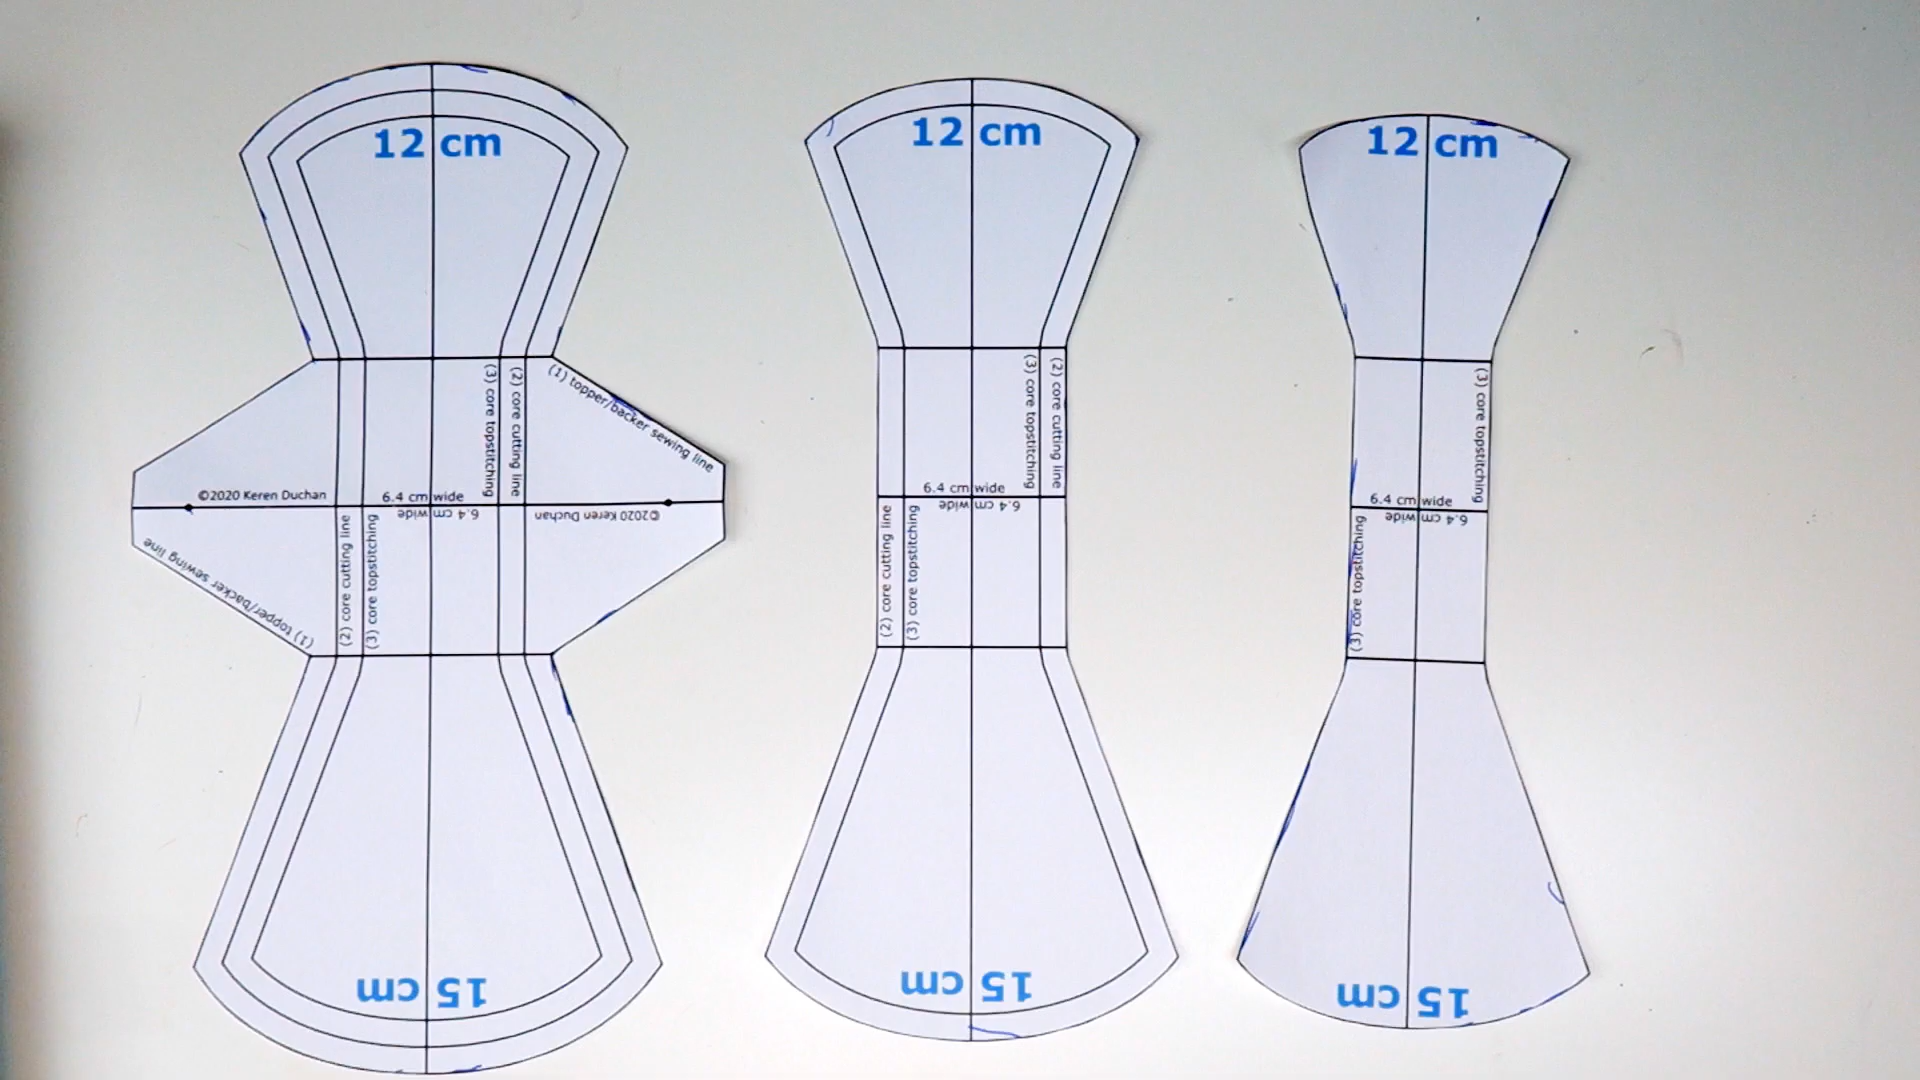 12 cm
(3) core topstitching
(2) core cutting line
(1) topper/backer sewing line
©2020 Keren Duchan
6.4 cm wide
6.4 cm wide
©2020 Keren Duchan
(1) topper/backer sewing line
(2) core cutting line
(3) core topstitching
15 cm
12 cm
(3) core topstitching
(2) core cutting line
6.4 cm wide
6.4 cm wide
(2) core cutting line
(3) core topstitching
15 cm
12 cm
(3) core topstitching
6.4 cm wide
6.4 cm wide
(3) core topstitching
15 cm